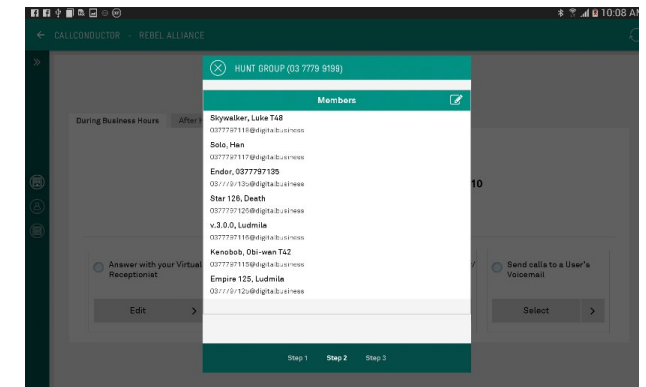 10:08 AM
CALLCONDUCTOR - REBEL ALLIANCE
HUNT GROUP (03 7779 9199)
Members
During Business Hours
After
Skywalker, Luke T48
0377797118@digitalbusiness
Solo, Han
0377797117@digitalbusiness
Endor, 0377797135
0377797135@digitalbusiness
Star 126, Death
0377797126@digitalbusiness
v.3.0.0, Ludmila
0377797116@digitalbusiness
Kenobob, Obi-wan T42
0377797115@digitalbusiness
Empire 125, Ludmila
0377797125@digitalbusiness
10
Answer with your Virtual
Receptionist
Send calls to a User's
Voicemail
Edit
Select
Step 1 Step 2 Step 3